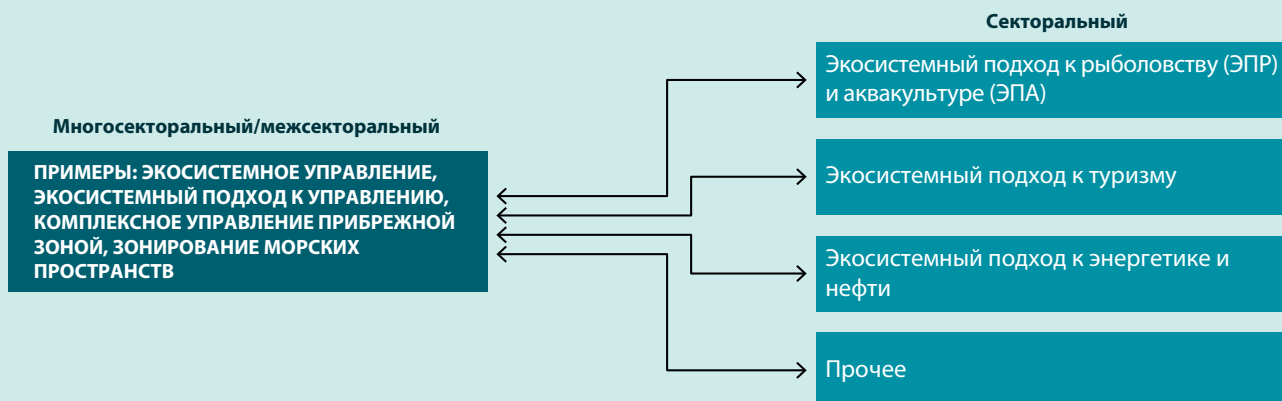 Многосекторальный/межсекторальный
ПРИМЕРЫ: ЭКОСИСТЕМНОЕ УПРАВЛЕНИЕ,
ЭКОСИСТЕМНЫЙ ПОДХОД К УПРАВЛЕНИЮ,
КОМПЛЕКСНОЕ УПРАВЛЕНИЕ ПРИБРЕЖНОЙ
ЗОНОЙ, ЗОНИРОВАНИЕ МОРСКИХ
ПРОСТРАНСТВ
Секторальный
Экосистемный подход к рыболовству (ЭПР)
и аквакультуре (ЭПА)
Экосистемный подход к туризму
Экосистемный подход к энергетике и
нефти
Прочее